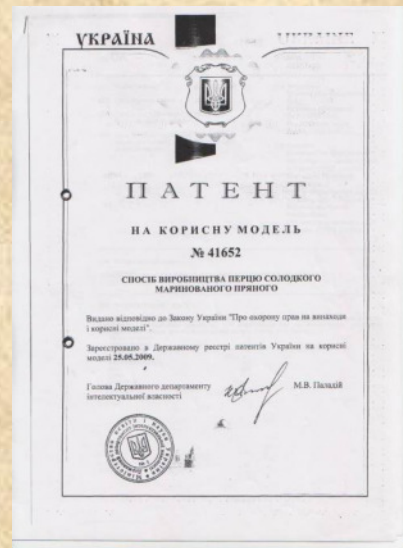 УКРАЇНА
UKRAINE
ПАТЕНТ
НА КОРИСНУ МОДЕЛЬ
№ 41652
СПОСІБ ВИРОБНИЦТВА ПЕРЦЮ СОЛОДКОГО
МАРИНОВАНОГО ПРЯНОГО
Видано відповідно до Закону України "Про охорону прав на винаходи
і корисні моделі".
Зареєстровано в Державному реєстрі патентів України на корисні
моделі 25.05.2009.
Голова Державного департаменту
інтелектуальної власності
М.В. Паладій